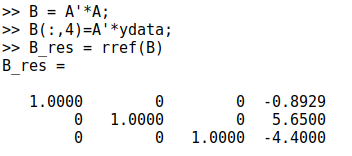 >> B = A'*A;
>> B(:,4)=A'*ydata;
>> B_res = rref(B)
B_res =
1.0000 0 0 -0.8929
0 1.0000 0 5.6500
0 0 1.0000 -4.4000